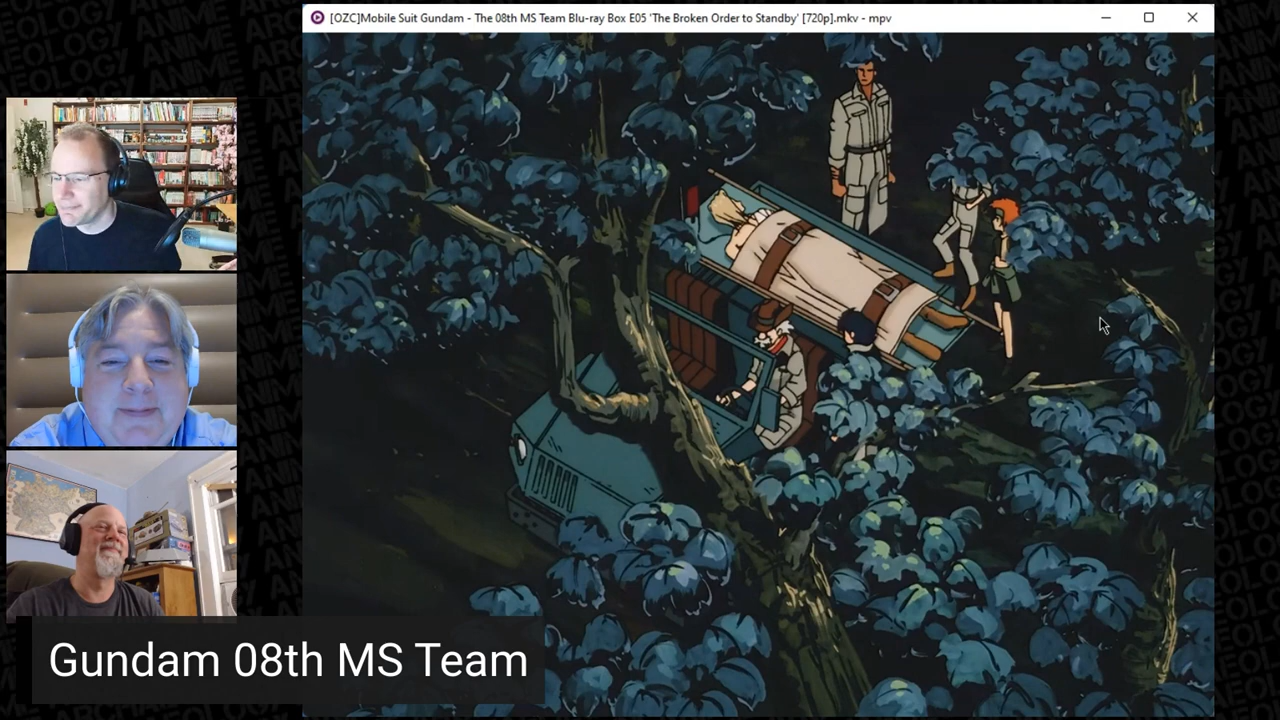 [OZC]Mobile Suit Gundam - The 08th MS Team Blu-ray Box E05 'The Broken Order to Standby' [720p].mkv - mpv
Gundam 08th MS Team